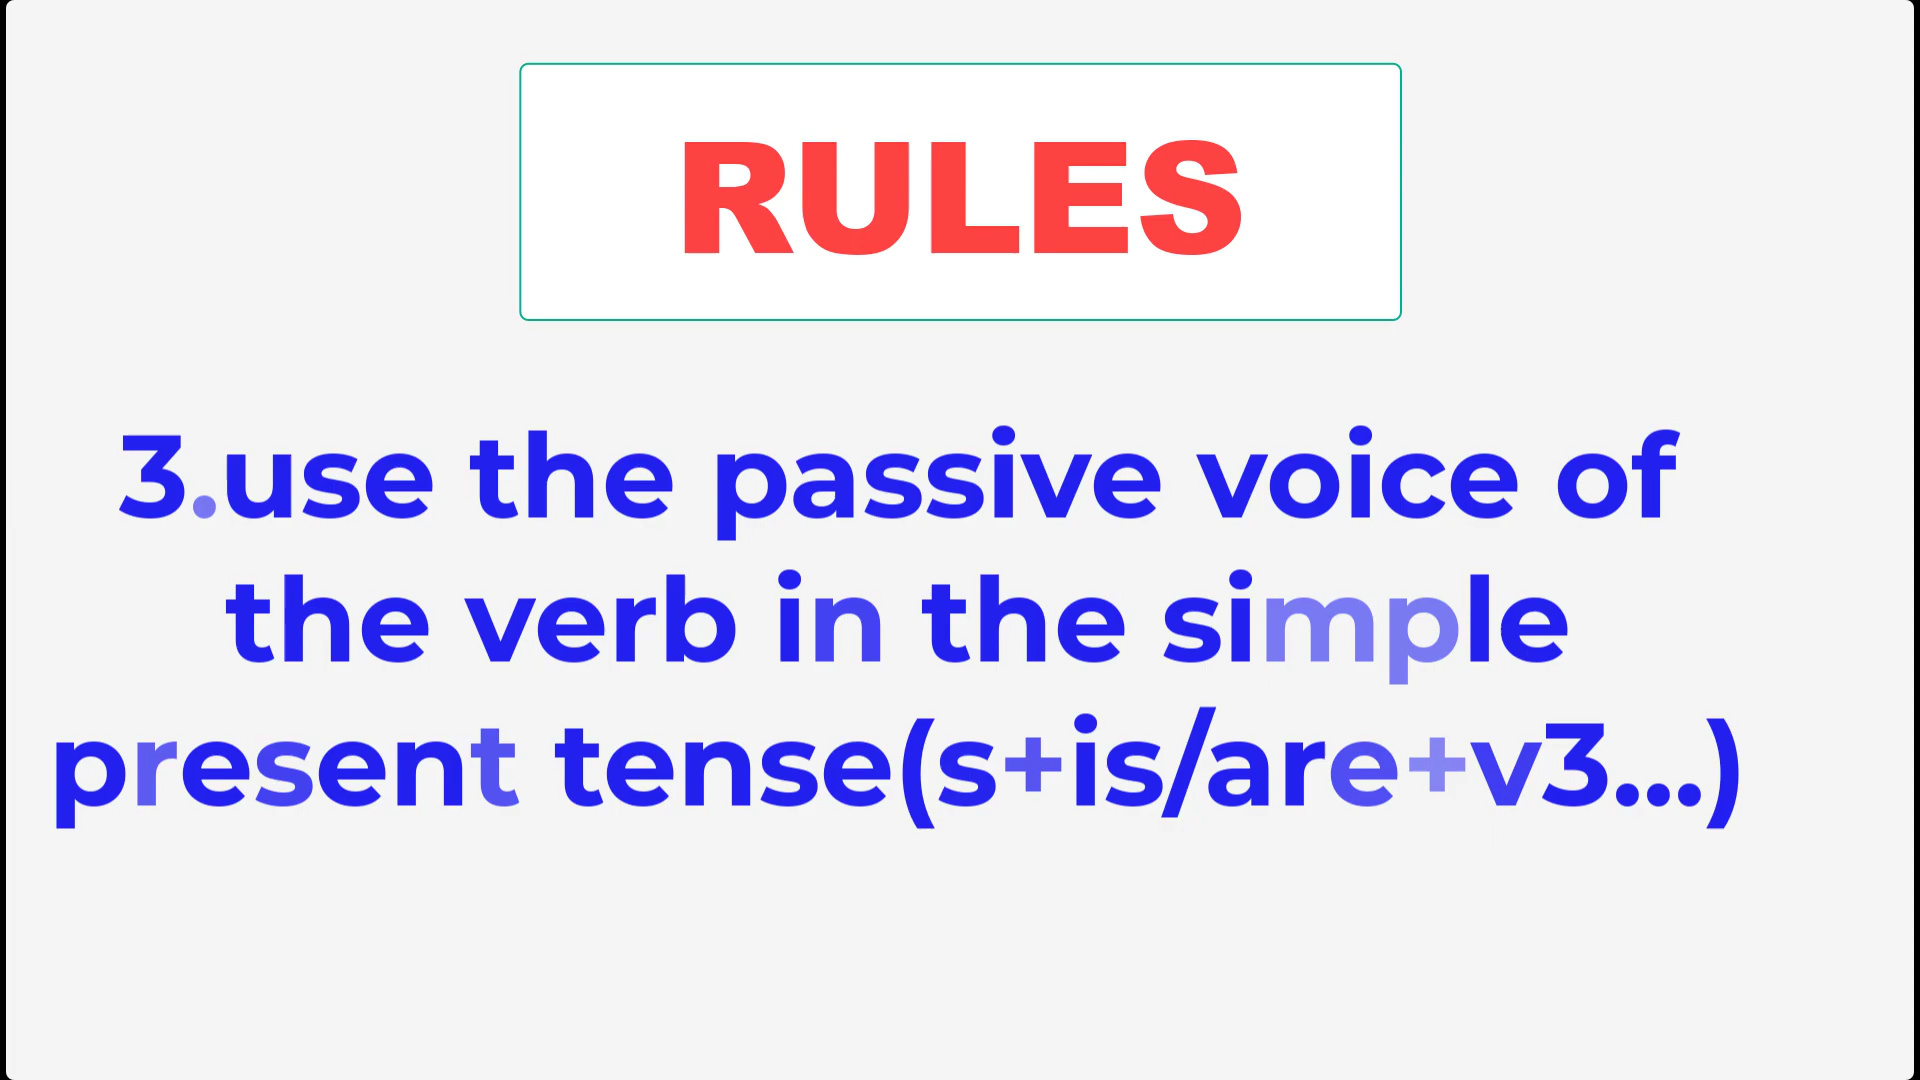 RULES
3.use the passive voice of
the verb in the simple
present tense(s+is/are+v3...)